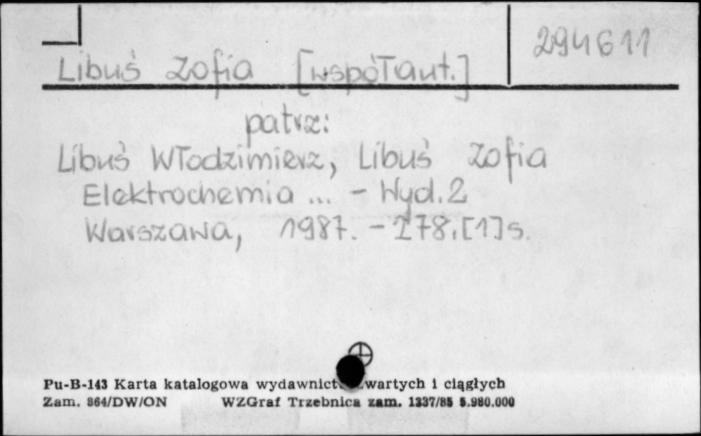 294611
Libuś Zofia [współaut.]
patrz:
Libuś Włodzimierz, Libuś Zofia
Elektrochemia ... - Wyd.2
Warszawa, 1987. - 278,[1]s.
Pu-B-143 Karta katalogowa wydawnictw zwartych i ciągłych
Zam. 864/DW/ON WZGraf Trzebnica zam. 1337/85 5.980.000